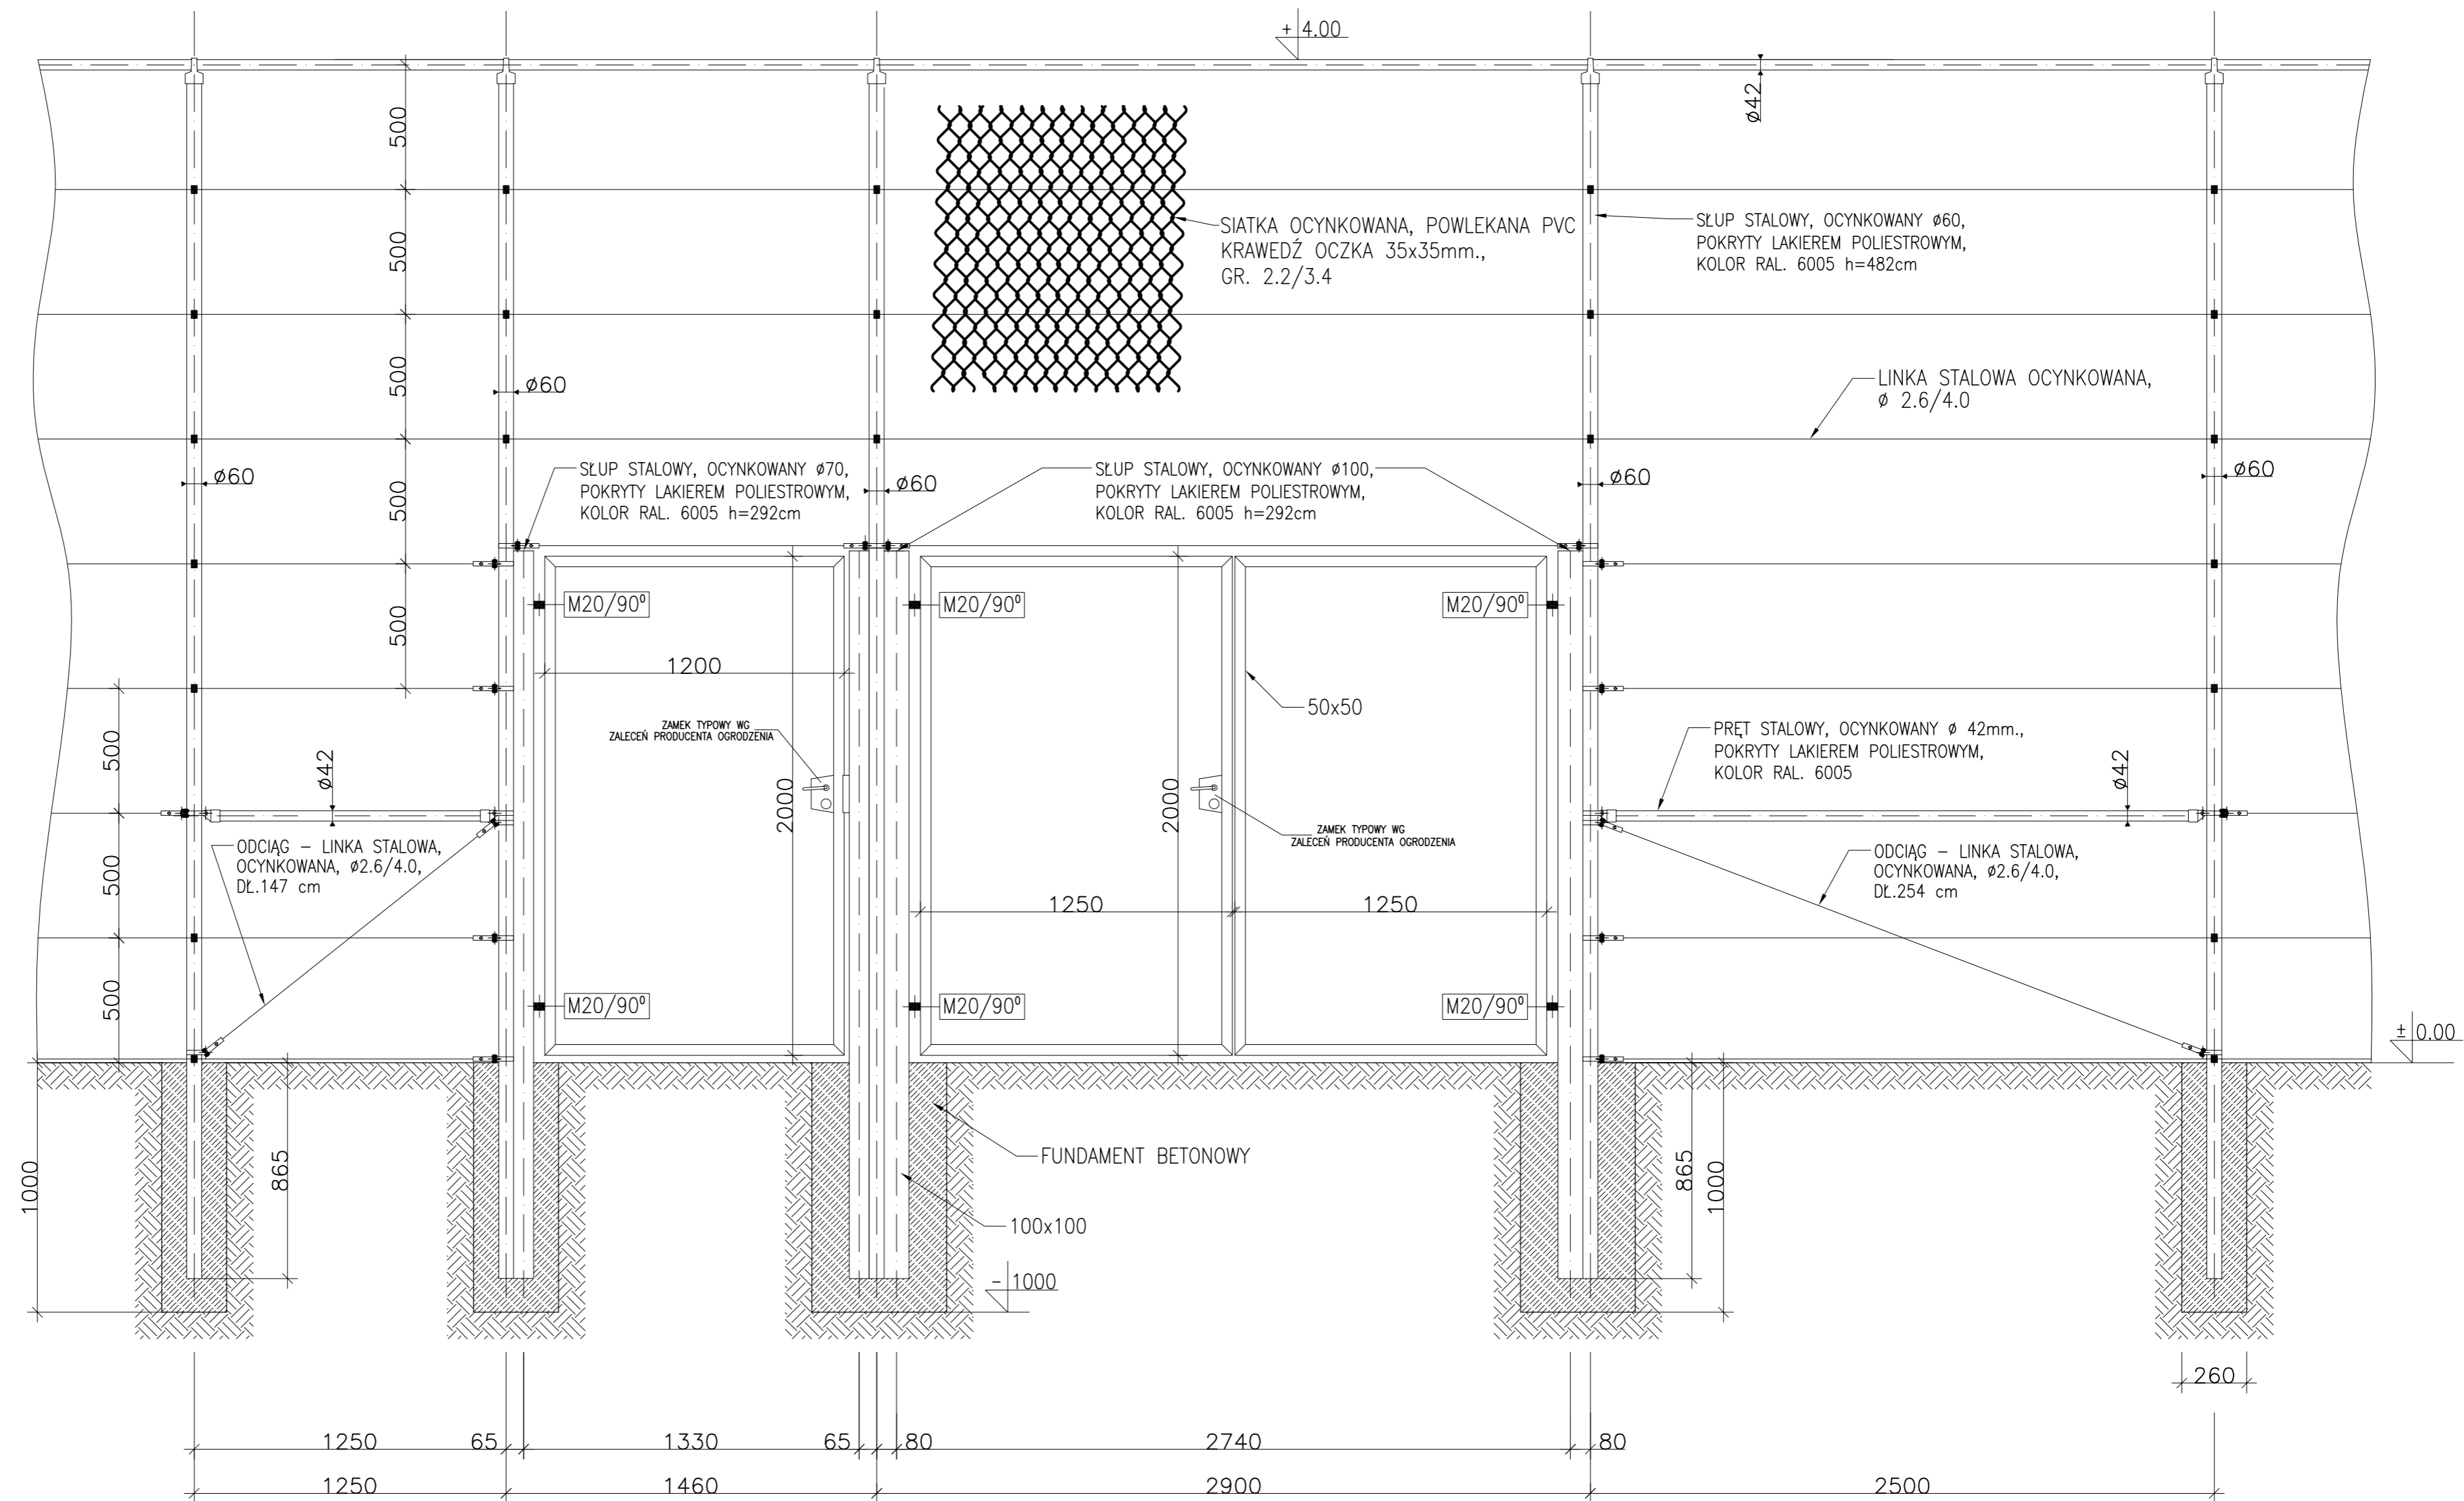 + 4.00
ø42
500
500
500
500
500
SIATKA OCYNKOWANA, POWLEKANA PVC
KRAWEDŹ OCZKA 35x35mm.,
GR. 2.2/3.4
SŁUP STALOWY, OCYNKOWANY ø60,
POKRYTY LAKIEREM POLIESTROWYM,
KOLOR RAL. 6005 h=482cm
LINKA STALOWA OCYNKOWANA,
ø 2.6/4.0
ø60
ø60
ø60
ø60
ø60
SŁUP STALOWY, OCYNKOWANY ø70,
POKRYTY LAKIEREM POLIESTROWYM,
KOLOR RAL. 6005 h=292cm
SŁUP STALOWY, OCYNKOWANY ø100,
POKRYTY LAKIEREM POLIESTROWYM,
KOLOR RAL. 6005 h=292cm
M20/90⁰
M20/90⁰
M20/90⁰
1200
50x50
ZAMEK TYPOWY WG
ZALECEŃ PRODUCENTA OGRODZENIA
2000
2000
ZAMEK TYPOWY WG
ZALECEŃ PRODUCENTA OGRODZENIA
PRĘT STALOWY, OCYNKOWANY ø 42mm.,
POKRYTY LAKIEREM POLIESTROWYM,
KOLOR RAL. 6005
ø42
ø42
500
500
500
ODCIĄG – LINKA STALOWA,
OCYNKOWANA, ø2.6/4.0,
DŁ.147 cm
ODCIĄG – LINKA STALOWA,
OCYNKOWANA, ø2.6/4.0,
DŁ.254 cm
1250
1250
M20/90⁰
M20/90⁰
M20/90⁰
± 0.00
1000
865
FUNDAMENT BETONOWY
100x100
− 1000
865
1000
260
1250
65
1330
65
80
2740
80
1250
1460
2900
2500